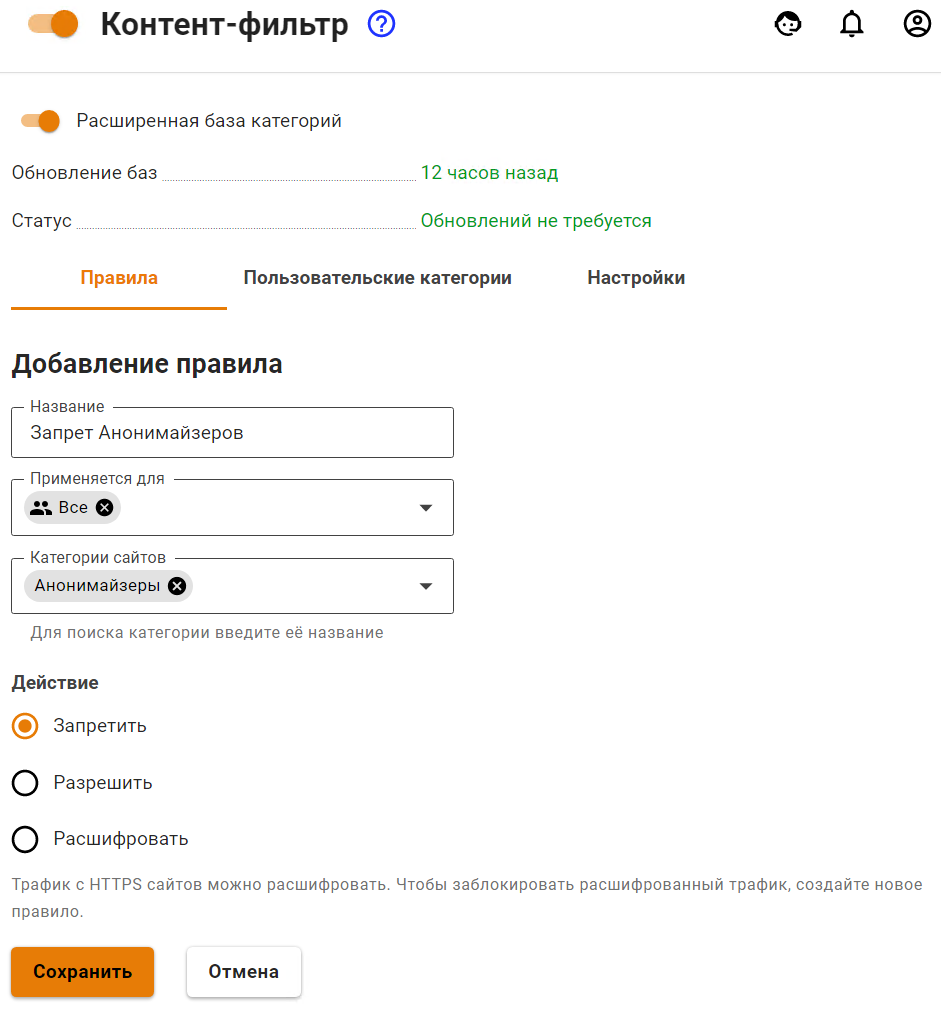 Контент-фильтр
Расширенная база категорий
Обновление баз 12 часов назад
Статус Обновлений не требуется
Правила Пользовательские категории Настройки
Добавление правила
Название
Запрет Анонимайзеров
Применяется для
Все
Категории сайтов
Анонимайзеры
Для поиска категории введите её название
Действие
Запретить
Разрешить
Расшифровать
Трафик с HTTPS сайтов можно расшифровать. Чтобы заблокировать расшифрованный трафик, создайте новое
правило.
Сохранить Отмена